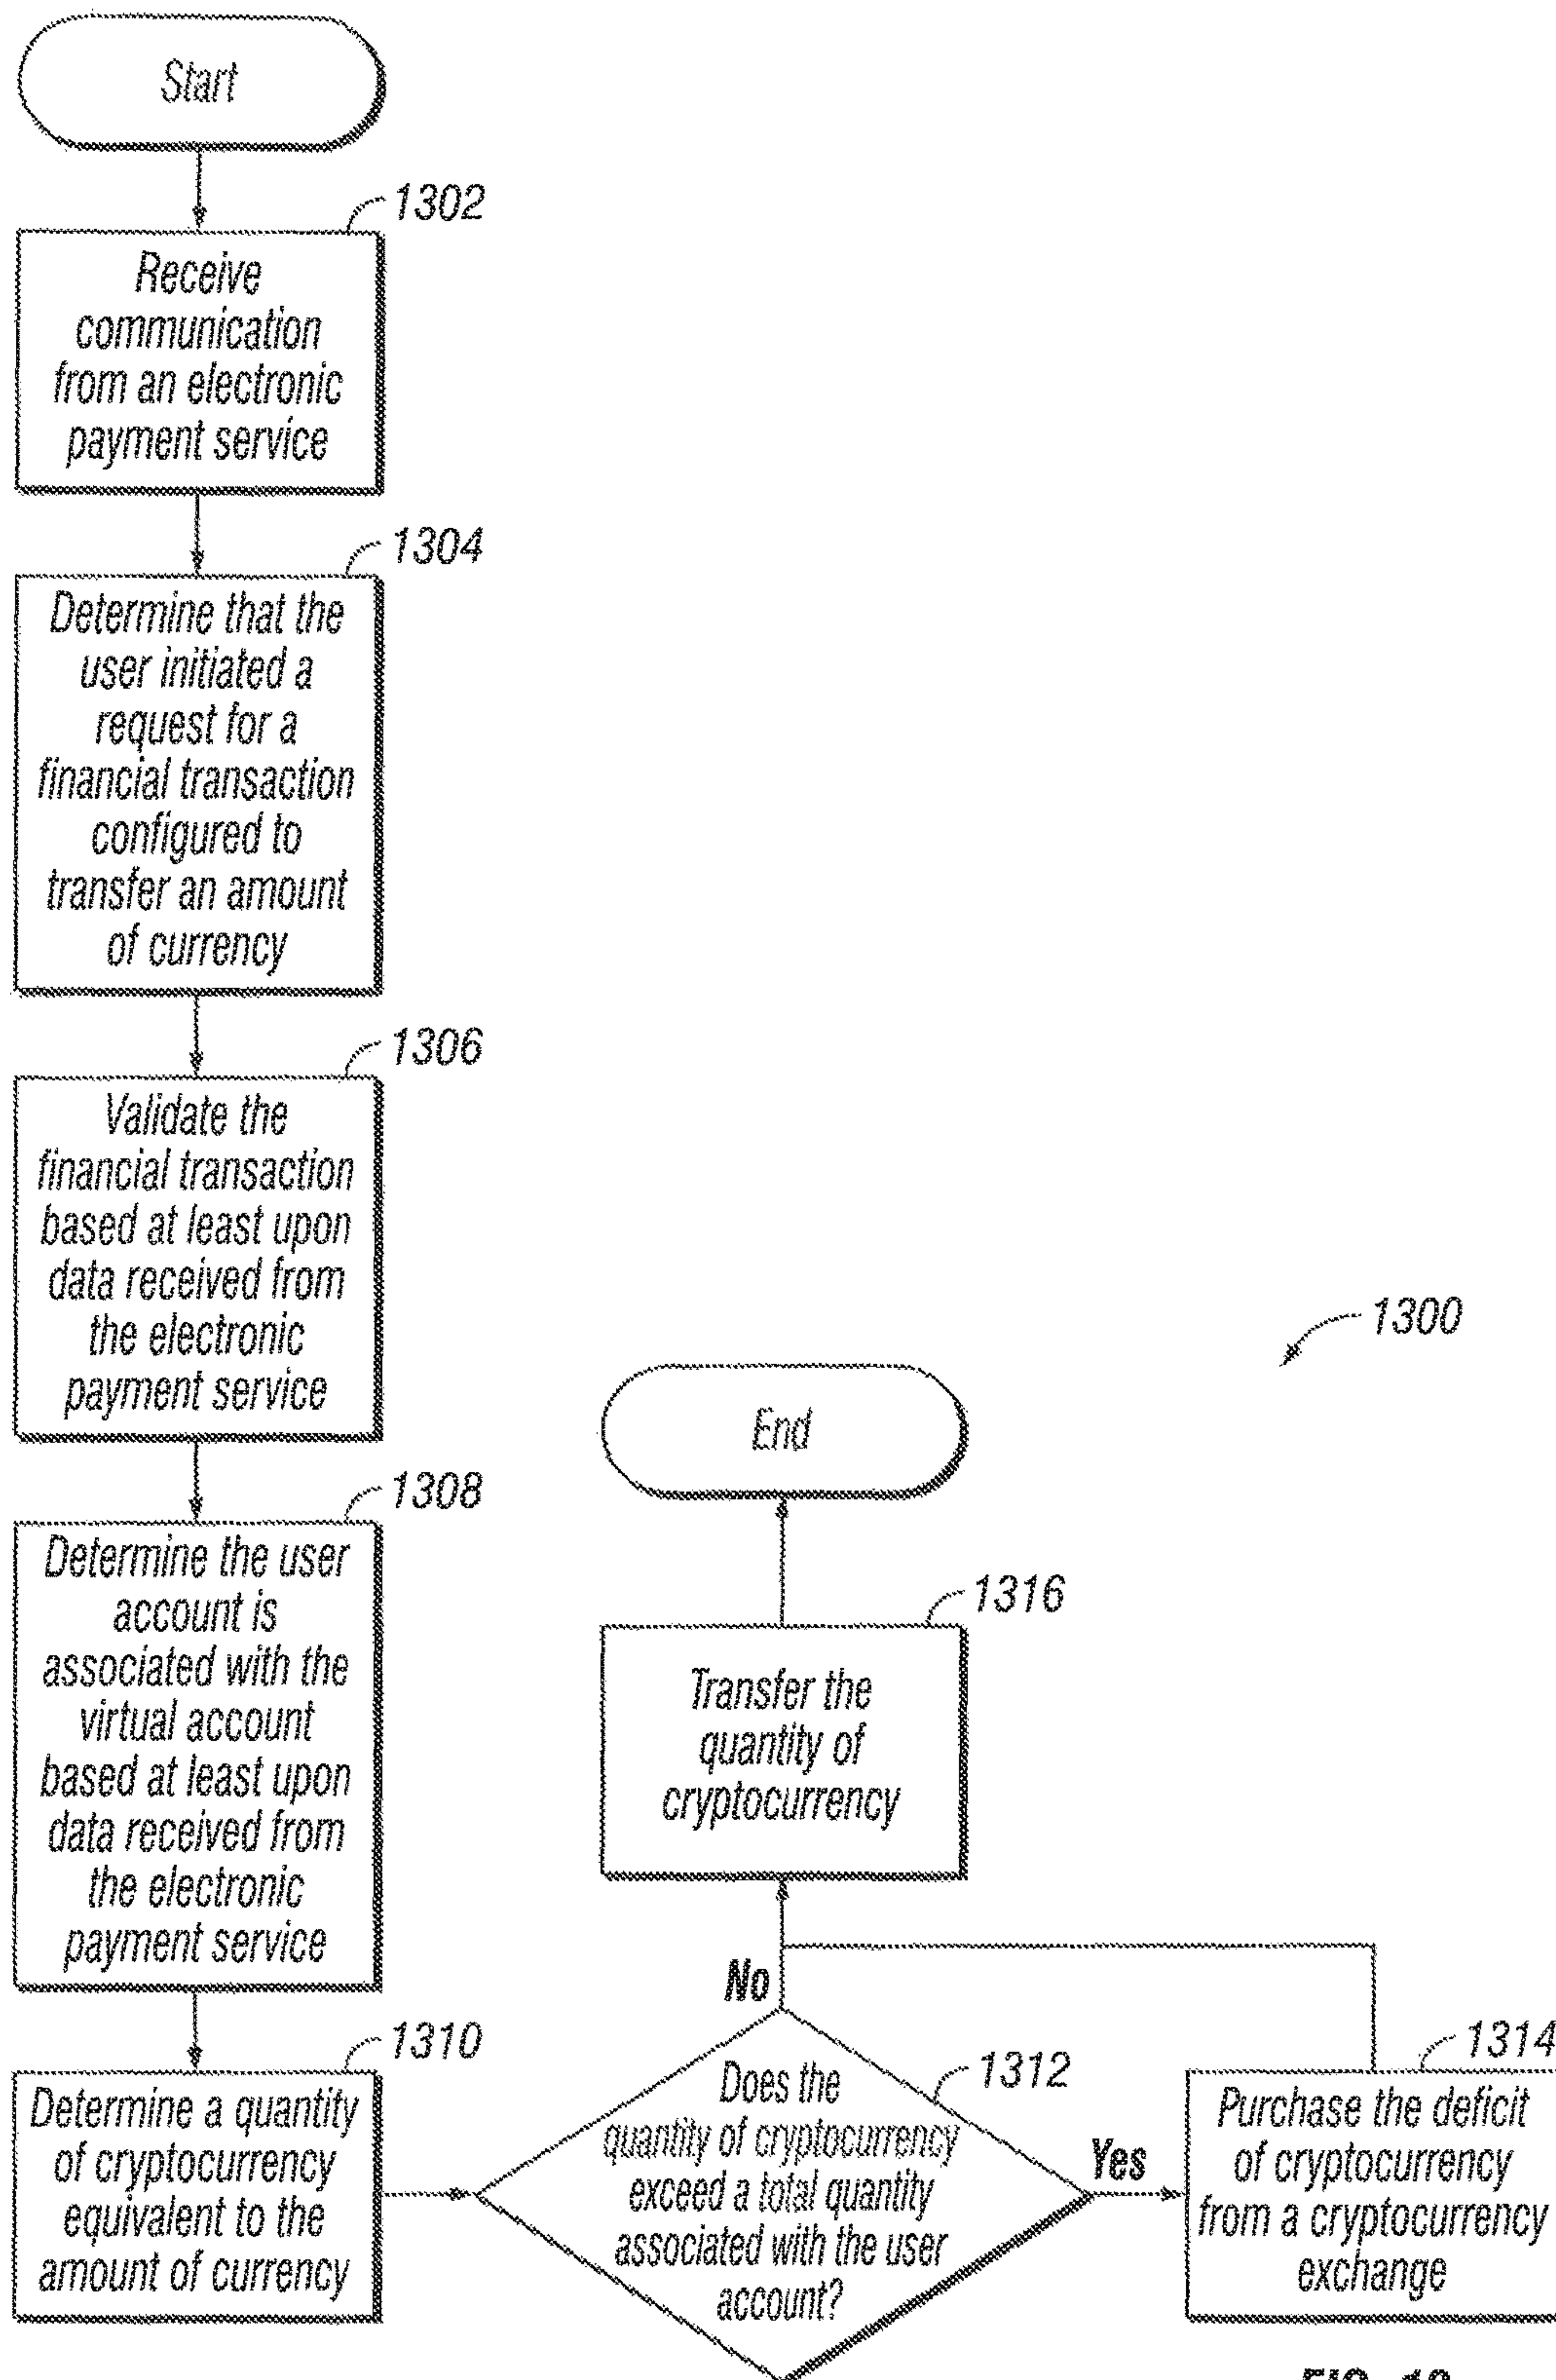 Start
1302
Receive
communication
from an electronic
payment service
1304
Determine that the
user initiated a
request for a
financial transaction
configured to
transfer an amount
of currency
1306
Validate the
financial transaction
based at least upon
data received from
the electronic
payment service
1308
Determine the user
account is
associated with the
virtual account
based at least upon
data received from
the electronic
payment service
1310
Determine a quantity
of cryptocurrency
equivalent to the
amount of currency
1312
Does the
quantity of cryptocurrency
exceed a total quantity
associated with the user
account?
Yes
1314
Purchase the deficit
of cryptocurrency
from a cryptocurrency
exchange
No
1316
Transfer the
quantity of
cryptocurrency
End
1300